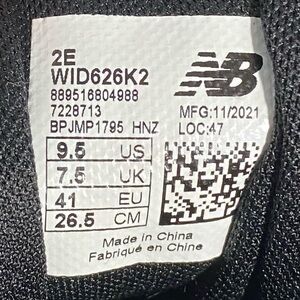 2E
WID626K2
889516804988
7228713
BPJMP1795 HNZ
MFG:11/2021
LOC:47
9.5 US
7.5 UK
41 EU
26.5 CM
Made in China
Fabriqué en Chine